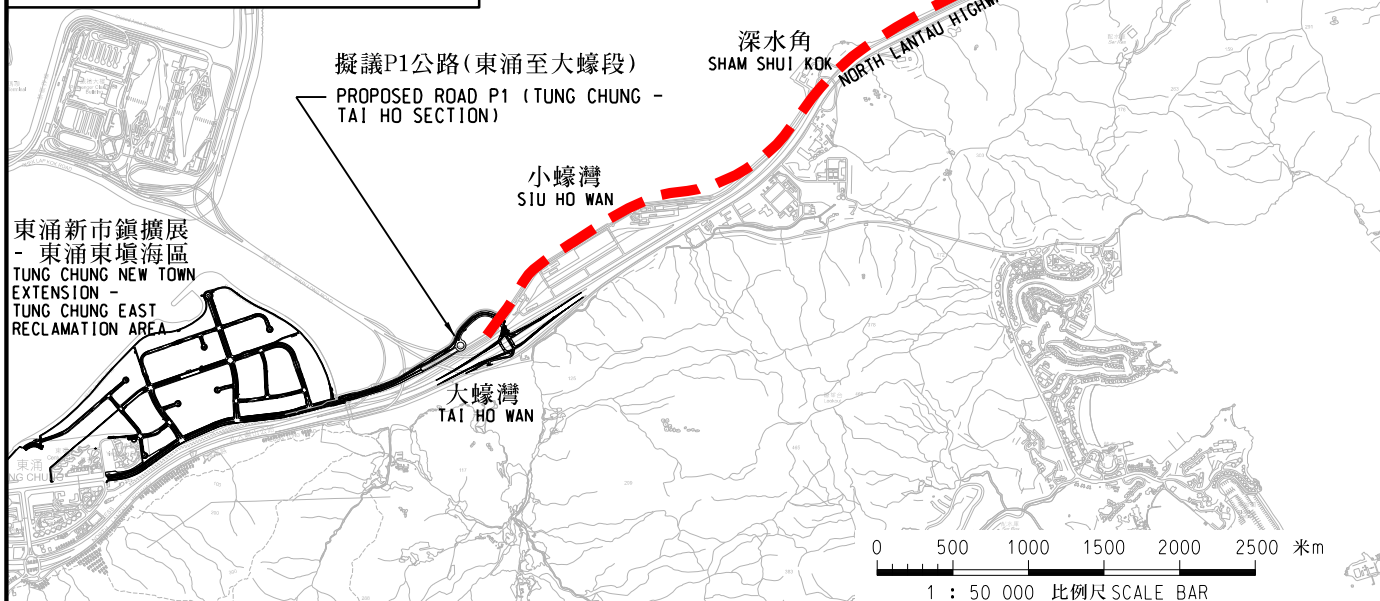 深水角
SHAM SHUI KOK
NORTH LANTAU HIGHW
擬議P1公路(東涌至大蠔段)
PROPOSED ROAD P1 (TUNG CHUNG -
TAI HO SECTION)
小蠔灣
SIU HO WAN
東涌新市鎮擴展
- 東涌東填海區
TUNG CHUNG NEW TOWN
EXTENSION -
TUNG CHUNG EAST
RECLAMATION AREA
大蠔灣
TAI HO WAN
東涌
NG CHUNG
0 500 1000 1500 2000 2500 米m
1 : 50 000 比例尺 SCALE BAR